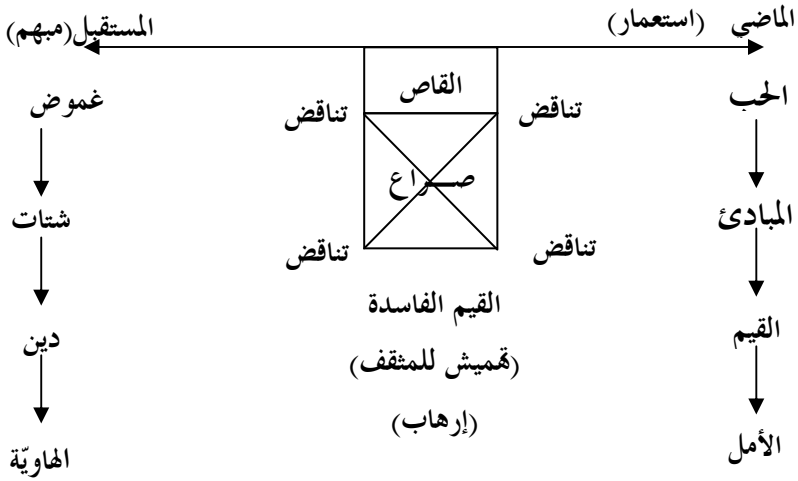 الماضي (استعمار) المستقبل(مبهم)
الحب القاص غموض
تناقض تناقض
صراع
المبادئ شتات
تناقض تناقض
القيم القيم الفاسدة دين
(تهميش للمثقف)
(إرهاب)
الأمل الهاويّة